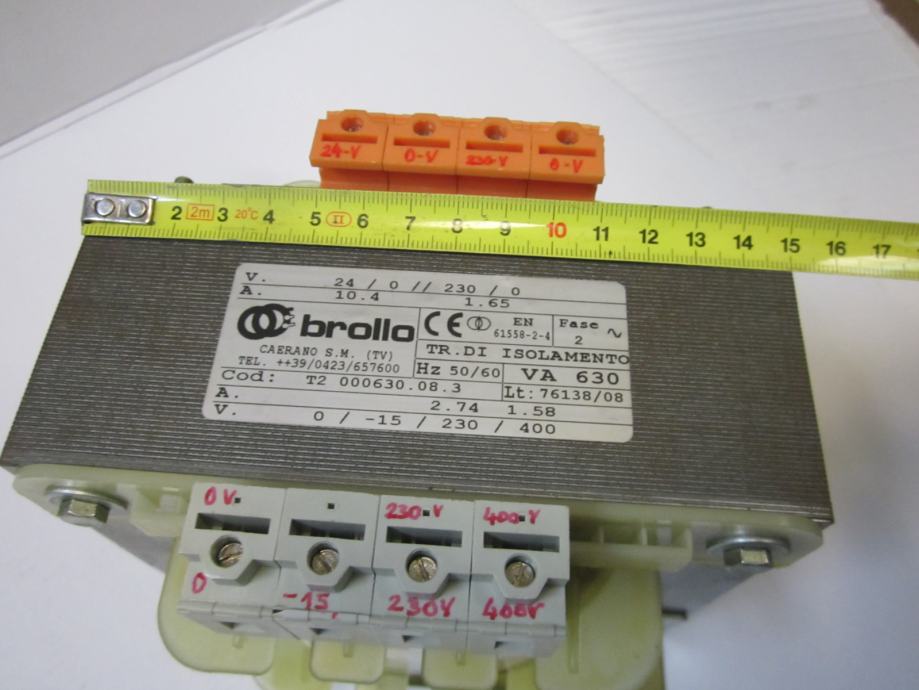 24-V 0-V 230-V 0-V
2 2m 3 20°C 4 5 II 6 7 8 9 10 11 12 13 14 15 16 17
V. 24 / 0 // 230 / 0
A. 10.4 1.65
brollo
CE EN 61558-2-4
Fase 2 ~
CAERANO S.M. (TV)
TEL. ++39/0423/657600
TR.DI ISOLAMENTO
Hz 50/60 VA 630
Cod: T2 000630.08.3 Lt: 76138/08
A. 2.74 1.58
V. 0 / -15 / 230 / 400
0V 230-V 400-V
0 -15, 230V 400V